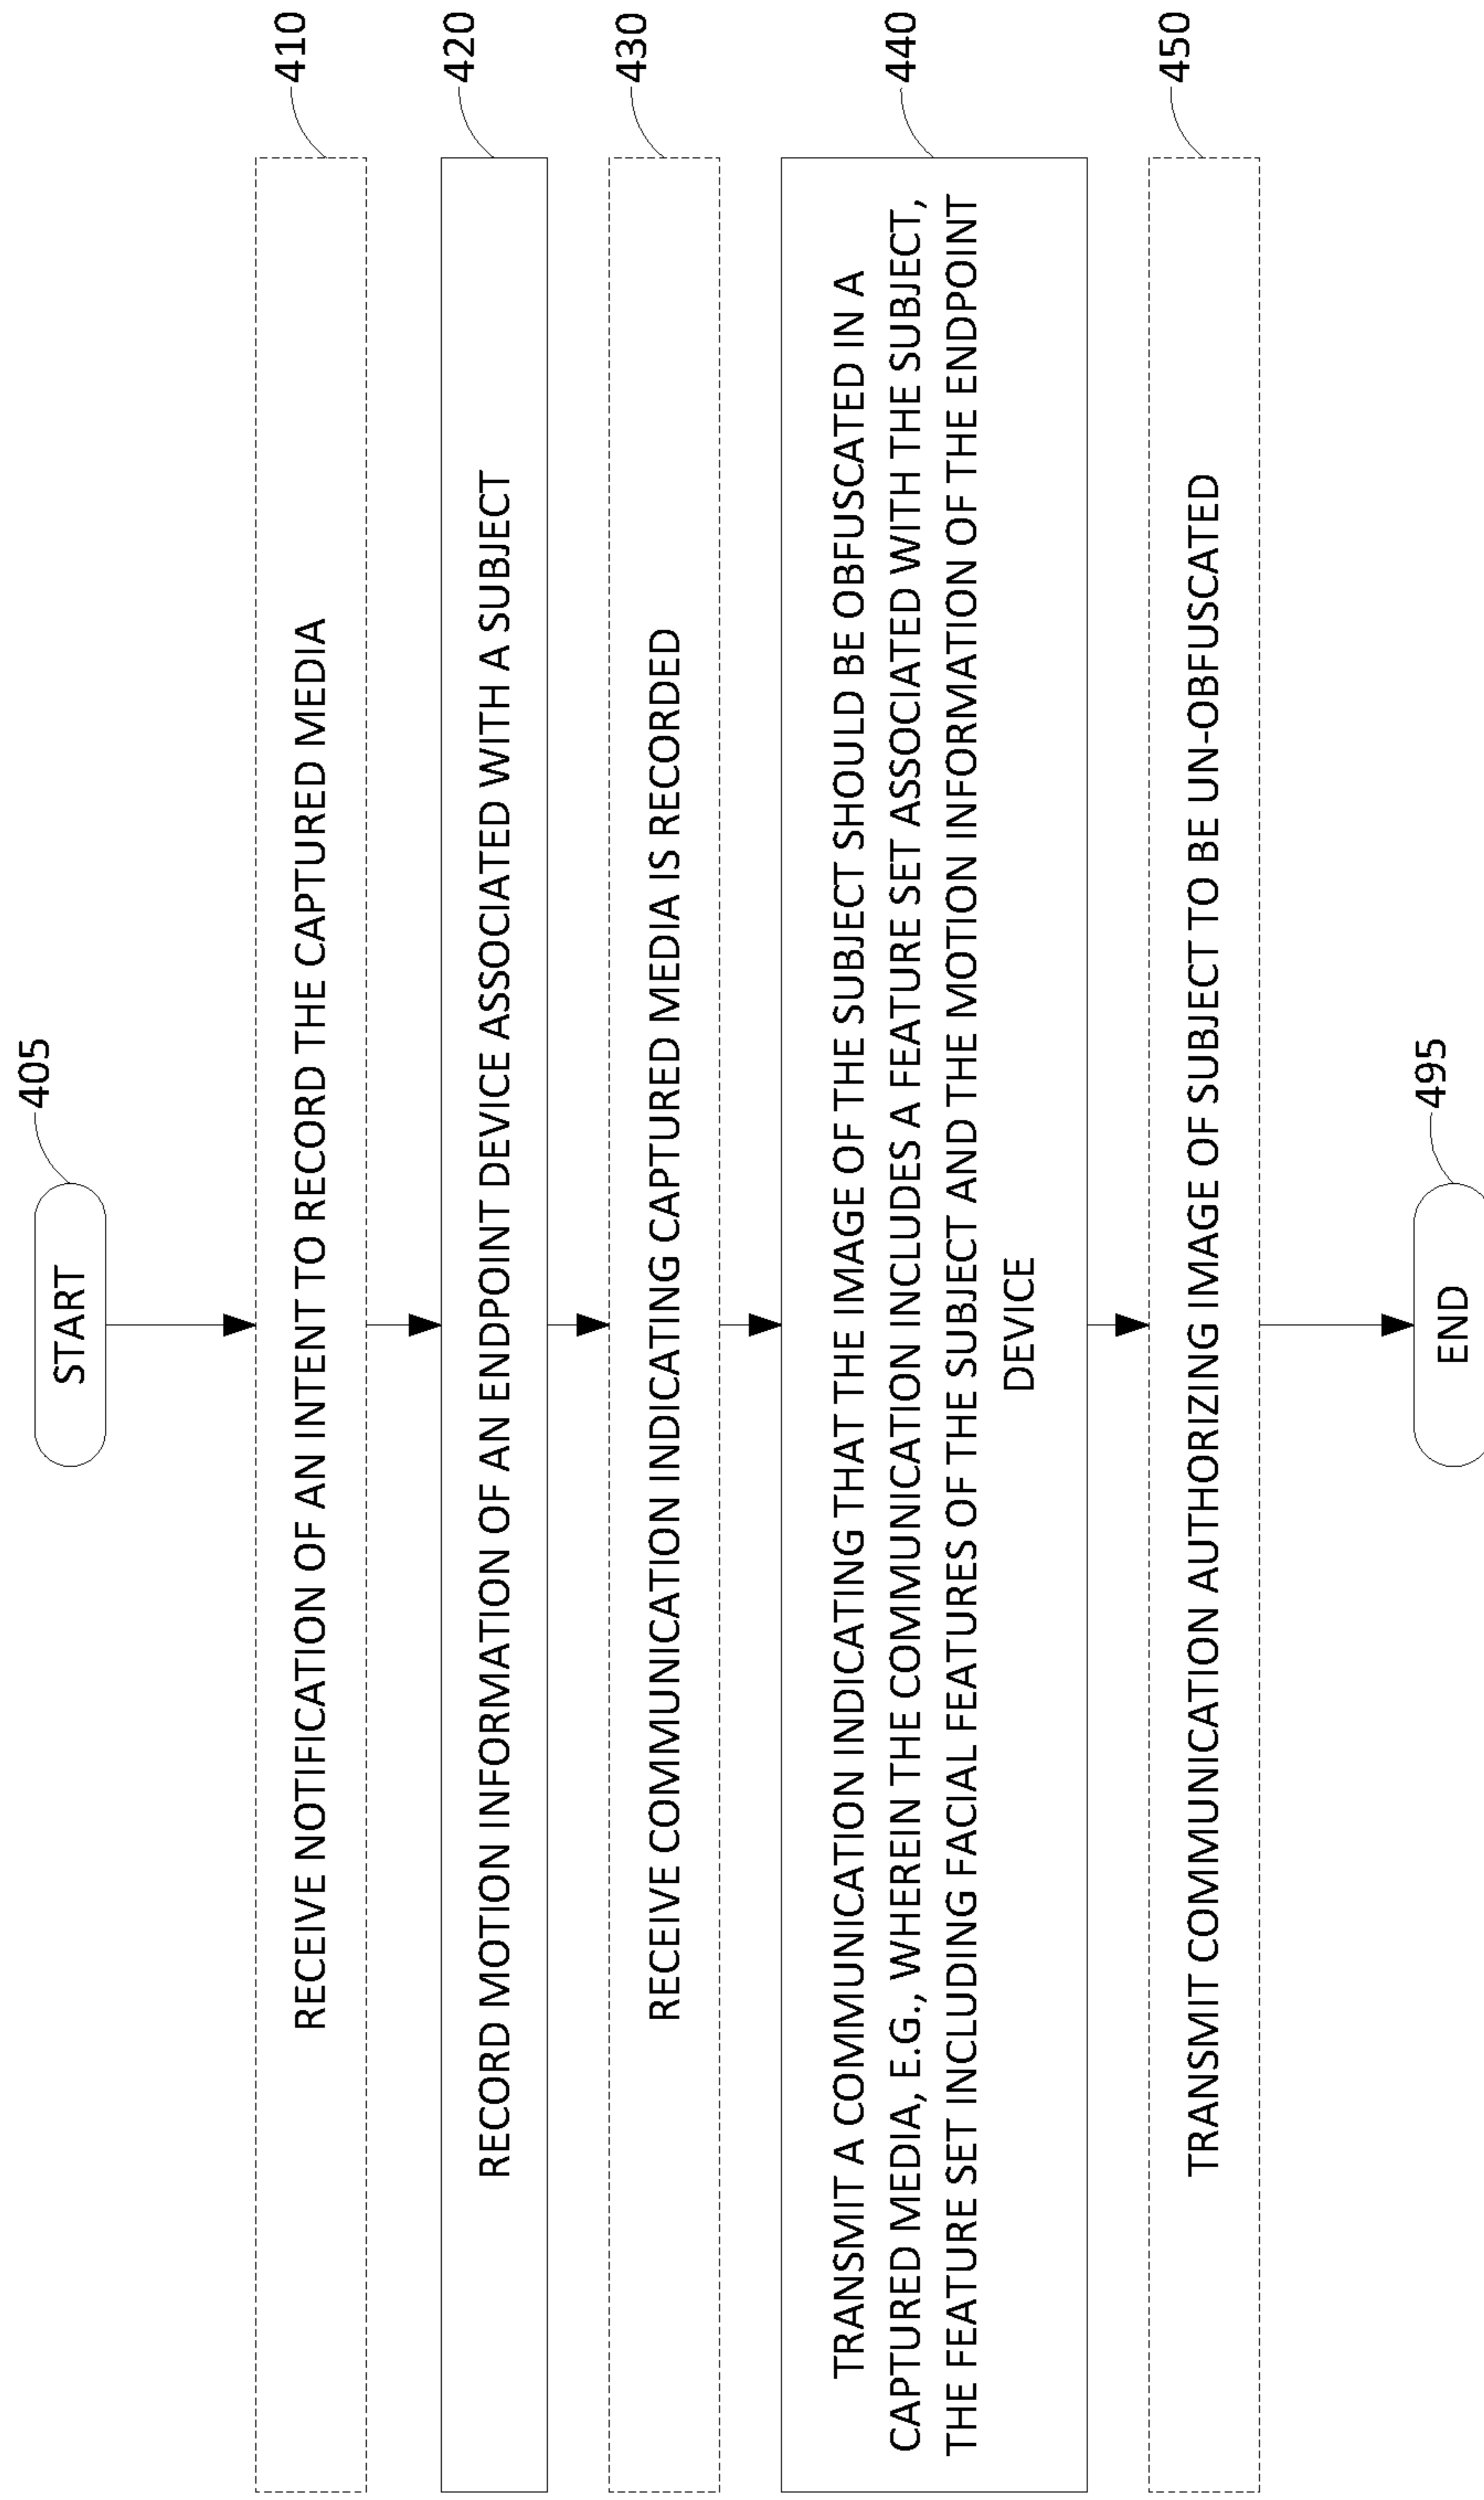 405
START
410
RECEIVE NOTIFICATION OF AN INTENT TO RECORD THE CAPTURED MEDIA
420
RECORD MOTION INFORMATION OF AN ENDPOINT DEVICE ASSOCIATED WITH A SUBJECT
430
RECEIVE COMMUNICATION INDICATING CAPTURED MEDIA IS RECORDED
440
TRANSMIT A COMMUNICATION INDICATING THAT THE IMAGE OF THE SUBJECT SHOULD BE OBFUSCATED IN A
CAPTURED MEDIA, E.G., WHEREIN THE COMMUNICATION INCLUDES A FEATURE SET ASSOCIATED WITH THE SUBJECT,
THE FEATURE SET INCLUDING FACIAL FEATURES OF THE SUBJECT AND THE MOTION INFORMATION OF THE ENDPOINT
DEVICE
450
TRANSMIT COMMUNICATION AUTHORIZING IMAGE OF SUBJECT TO BE UN-OBFUSCATED
495
END